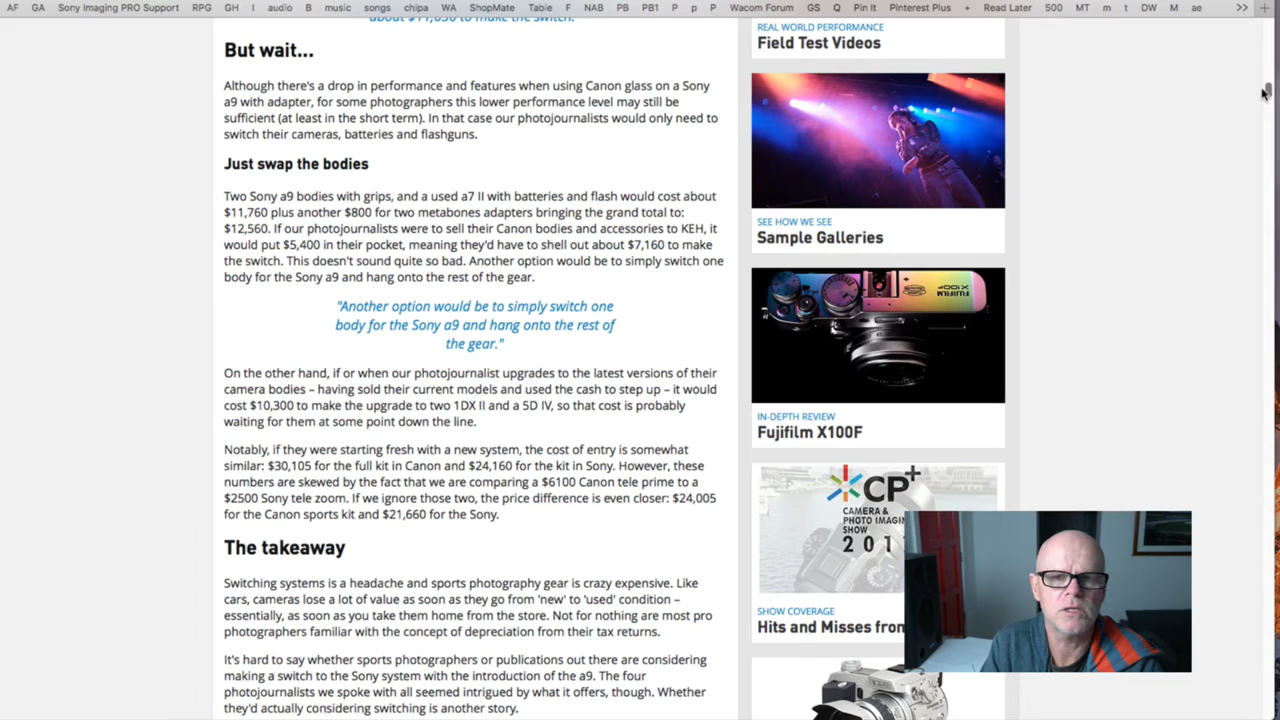 AF GA Sony Imaging PRO Support RPG GH I audio B music songs chipa WA ShopMate Table F NAB PB PB1 P p P Wacom Forum GS Q Pin It Pinterest Plus + Read Later 500 MT m t DW M ae
But wait...
Although there's a drop in performance and features when using Canon glass on a Sony
a9 with adapter, for some photographers this lower performance level may still be
sufficient (at least in the short term). In that case our photojournalists would only need to
switch their cameras, batteries and flashguns.
Just swap the bodies
Two Sony a9 bodies with grips, and a used a7 II with batteries and flash would cost about
$11,760 plus another $800 for two metabones adapters bringing the grand total to:
$12,560. If our photojournalists were to sell their Canon bodies and accessories to KEH, it
would put $5,400 in their pocket, meaning they'd have to shell out about $7,160 to make
the switch. This doesn't sound quite so bad. Another option would be to simply switch one
body for the Sony a9 and hang onto the rest of the gear.
"Another option would be to simply switch one
body for the Sony a9 and hang onto the rest of
the gear."
On the other hand, if or when our photojournalist upgrades to the latest versions of their
camera bodies – having sold their current models and used the cash to step up – it would
cost $10,300 to make the upgrade to two 1DX II and a 5D IV, so that cost is probably
waiting for them at some point down the line.
Notably, if they were starting fresh with a new system, the cost of entry is somewhat
similar: $30,105 for the full kit in Canon and $24,160 for the kit in Sony. However, these
numbers are skewed by the fact that we are comparing a $6100 Canon tele prime to a
$2500 Sony tele zoom. If we ignore those two, the price difference is even closer: $24,005
for the Canon sports kit and $21,660 for the Sony.
The takeaway
Switching systems is a headache and sports photography gear is crazy expensive. Like
cars, cameras lose a lot of value as soon as they go from 'new' to 'used' condition –
essentially, as soon as you take them home from the store. Not for nothing are most pro
photographers familiar with the concept of depreciation from their tax returns.
It's hard to say whether sports photographers or publications out there are considering
making a switch to the Sony system with the introduction of the a9. The four
photojournalists we spoke with all seemed intrigued by what it offers, though. Whether
they'd actually considering switching is another story.
REAL WORLD PERFORMANCE
Field Test Videos
SEE HOW WE SEE
Sample Galleries
FUJIFILM
X100F
IN-DEPTH REVIEW
Fujifilm X100F
CP+
CAMERA &
PHOTO IMAGIN
SHOW
201
SHOW COVERAGE
Hits and Misses from